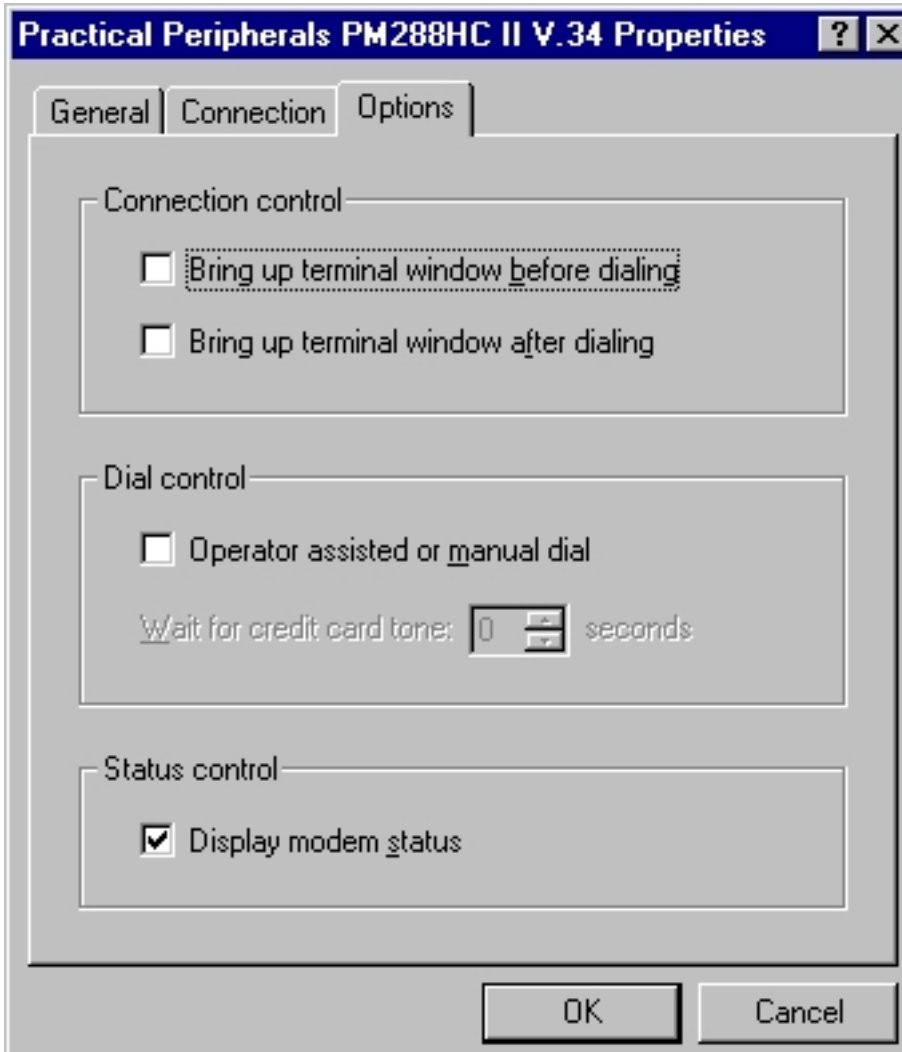 Practical Peripherals PM288HC II V.34 Properties ? ×
General Connection Options
Connection control
Bring up terminal window before dialing
Bring up terminal window after dialing
Dial control
Operator assisted or manual dial
Wait for credit card tone: 0 seconds
Status control
Display modem status
OK Cancel